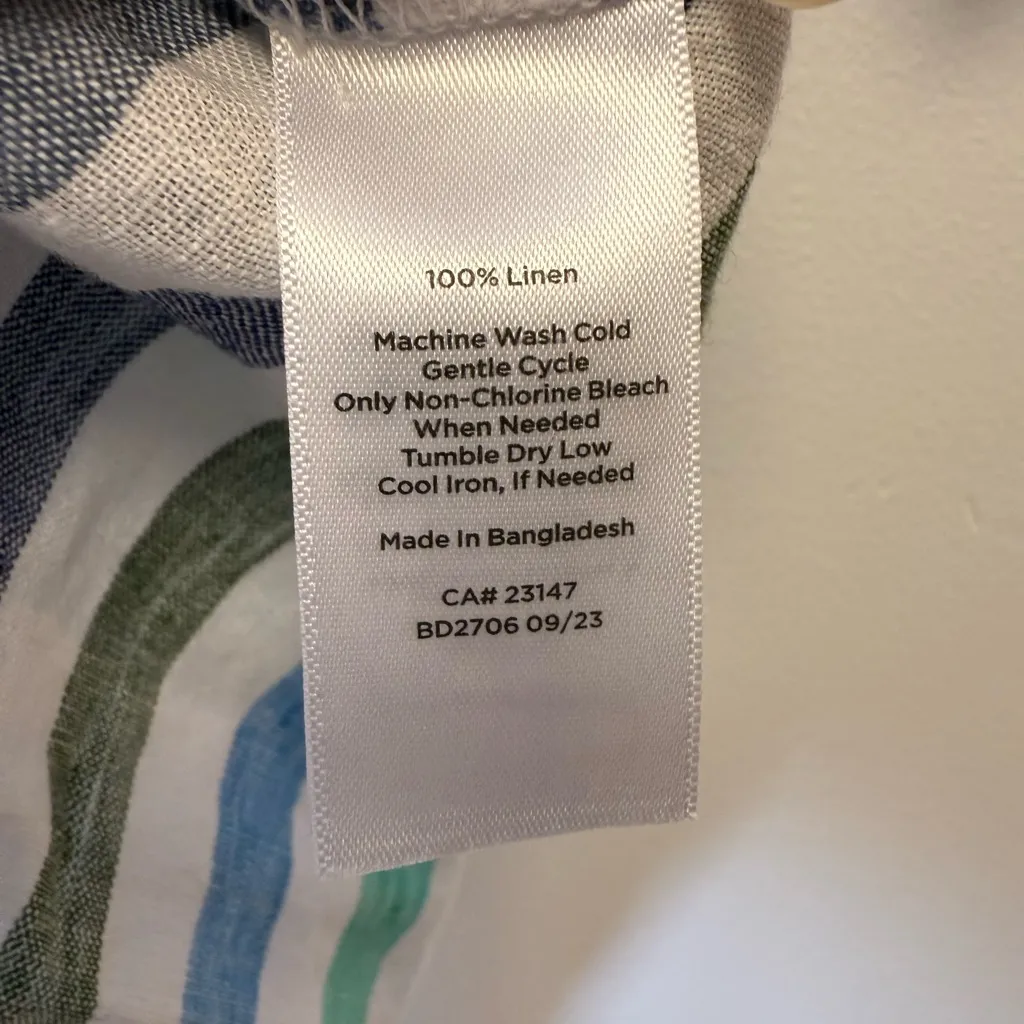 100% Linen
Machine Wash Cold
Gentle Cycle
Only Non-Chlorine Bleach
When Needed
Tumble Dry Low
Cool Iron, If Needed
Made In Bangladesh
CA# 23147
BD2706 09/23